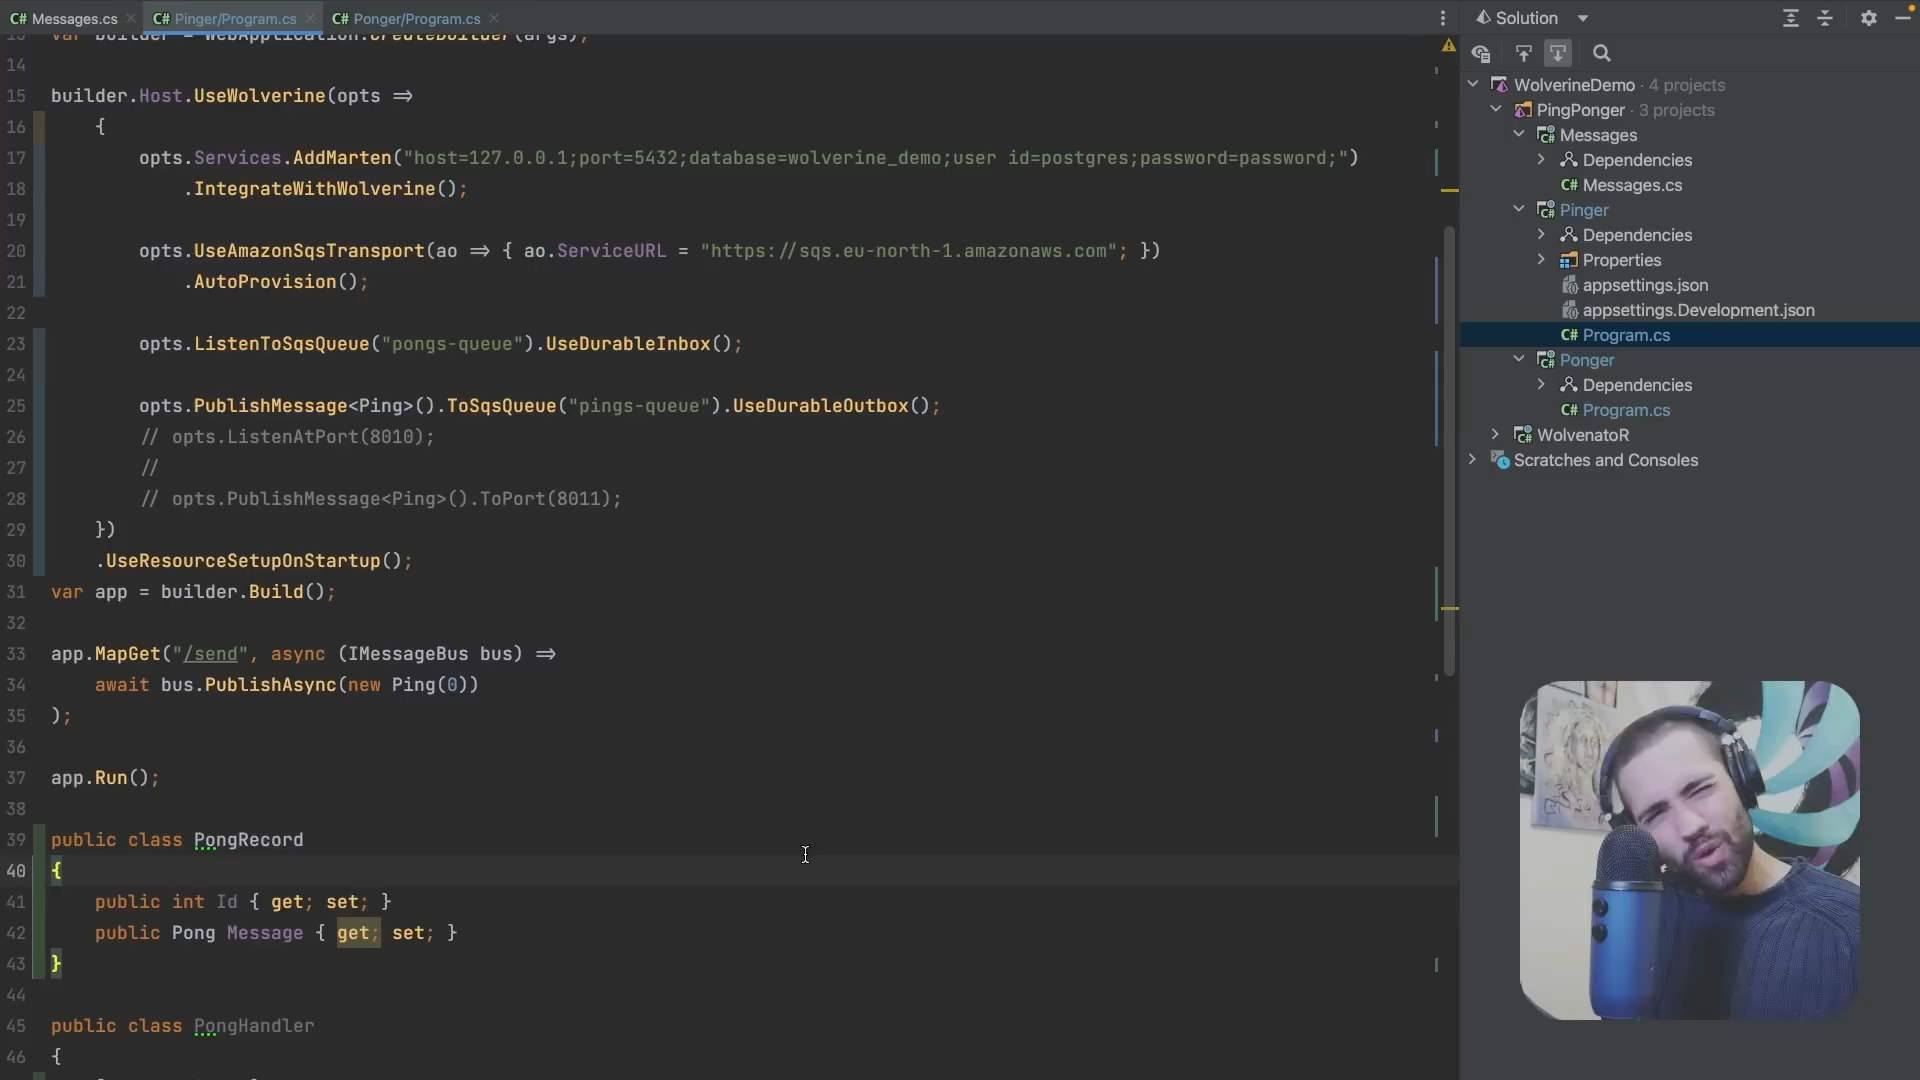 Messages.cs
Pinger/Program.cs
Ponger/Program.cs
Solution
13 var builder = WebApplication.CreateBuilder(args);
14
15 builder.Host.UseWolverine(opts =>
16 {
17 opts.Services.AddMarten("host=127.0.0.1;port=5432;database=wolverine_demo;user id=postgres;password=password;")
18 .IntegrateWithWolverine();
19
20 opts.UseAmazonSqsTransport(ao => { ao.ServiceURL = "https://sqs.eu-north-1.amazonaws.com"; })
21 .AutoProvision();
22
23 opts.ListenToSqsQueue("pongs-queue").UseDurableInbox();
24
25 opts.PublishMessage<Ping>().ToSqsQueue("pings-queue").UseDurableOutbox();
26 // opts.ListenAtPort(8010);
27 //
28 // opts.PublishMessage<Ping>().ToPort(8011);
29 })
30 .UseResourceSetupOnStartup();
31 var app = builder.Build();
32
33 app.MapGet("/send", async (IMessageBus bus) =>
34 await bus.PublishAsync(new Ping(0))
35 );
36
37 app.Run();
38
39 public class PongRecord
40 {
41 public int Id { get; set; }
42 public Pong Message { get; set; }
43 }
44
45 public class PongHandler
46 {
WolverineDemo · 4 projects
PingPonger · 3 projects
Messages
Dependencies
C# Messages.cs
Pinger
Dependencies
Properties
appsettings.json
appsettings.Development.json
C# Program.cs
Ponger
Dependencies
C# Program.cs
WolvenatoR
Scratches and Consoles